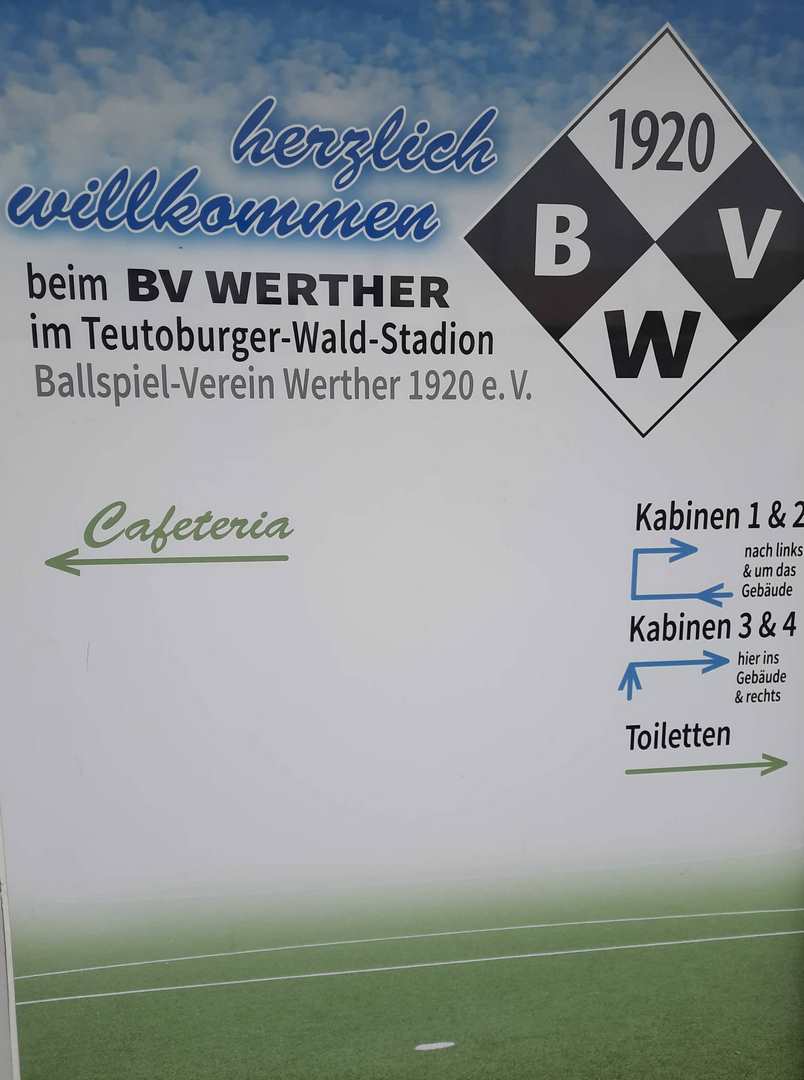 herzlich
willkommen
beim BV WERTHER
im Teutoburger-Wald-Stadion
Ballspiel-Verein Werther 1920 e. V.
1920
B V
W
Cafeteria
Kabinen 1 & 2
nach links
& um das
Gebäude
Kabinen 3 & 4
hier ins
Gebäude
& rechts
Toiletten